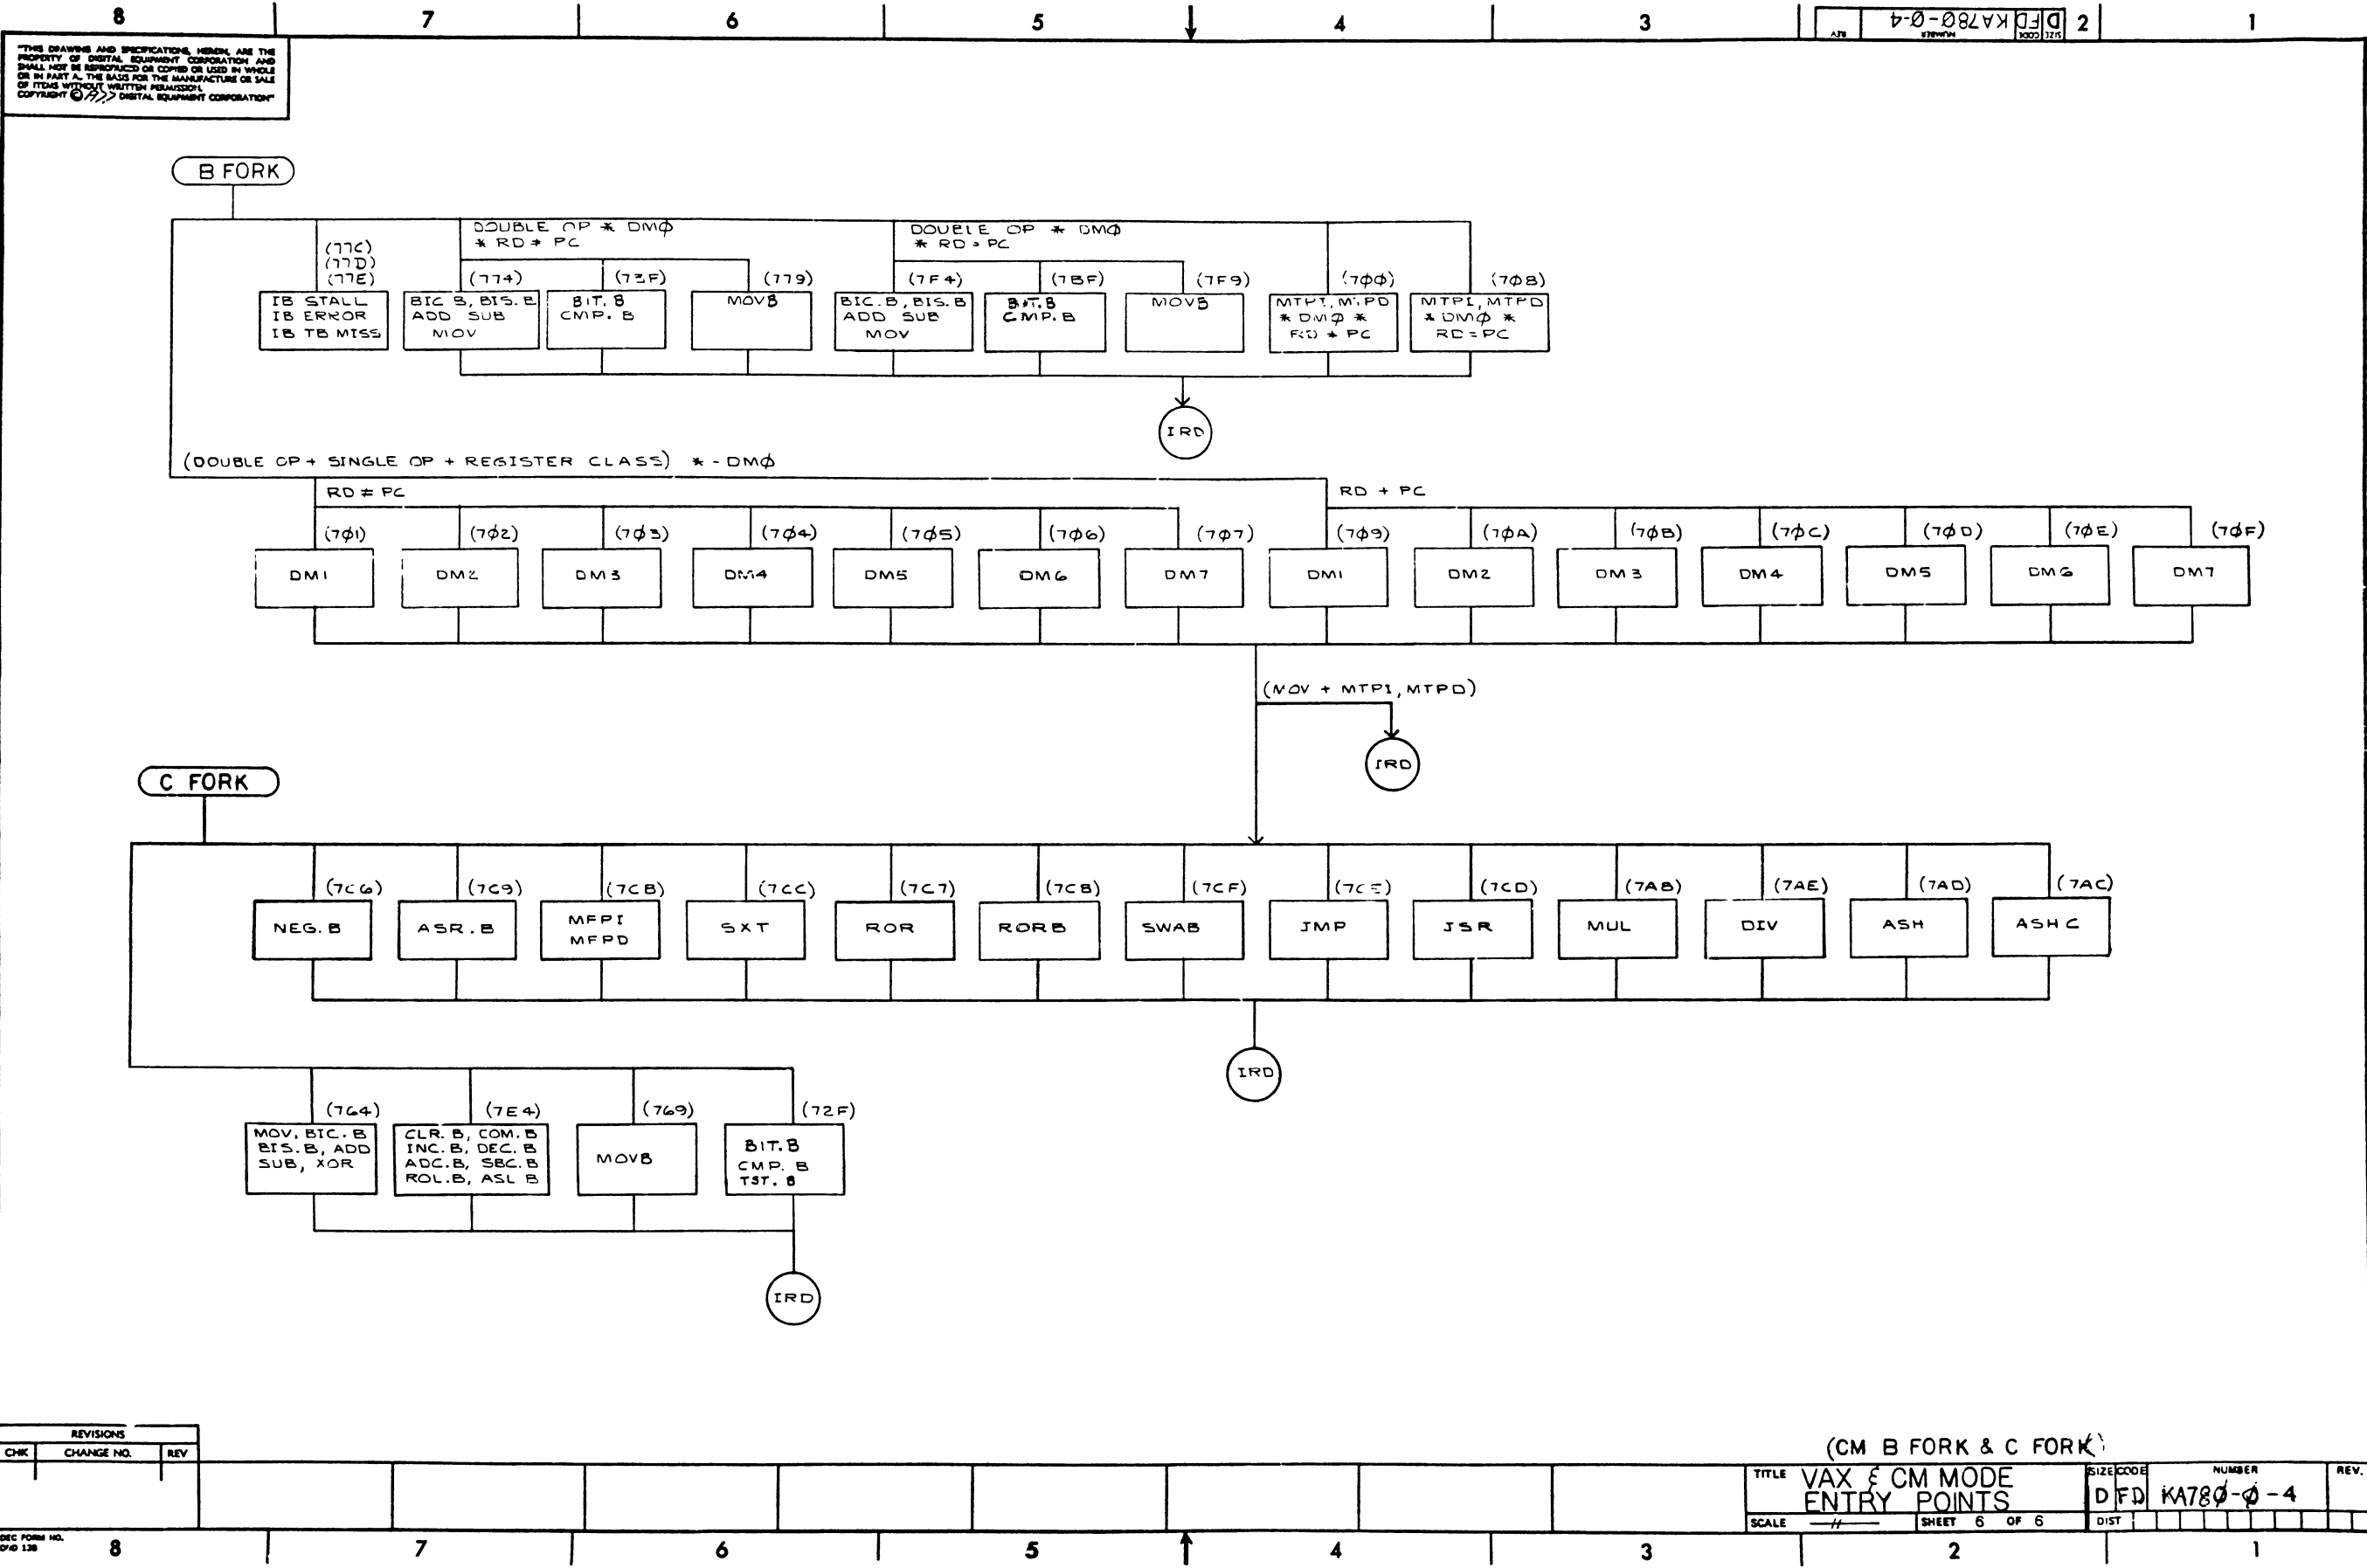 8 7 6 5 4 3 2 1
SIZE CODE NUMBER REV
D FD KA780-0-4
"THIS DRAWING AND SPECIFICATIONS, HEREIN, ARE THE
PROPERTY OF DIGITAL EQUIPMENT CORPORATION AND
SHALL NOT BE REPRODUCED OR COPIED OR USED IN WHOLE
OR IN PART AS THE BASIS FOR THE MANUFACTURE OR SALE
OF ITEMS WITHOUT WRITTEN PERMISSION.
COPYRIGHT © 1977 DIGITAL EQUIPMENT CORPORATION"
B FORK
DOUBLE OP * DMØ
* RD ≠ PC
DOUBLE OP * DMØ
* RD = PC
(77C)
(77D)
(77E)
(774) (73F) (779) (7F4) (7BF) (7F9) (7ØØ) (7Ø8)
IB STALL
IB ERROR
IB TB MISS
BIC B, BIS. B
ADD SUB
MOV
BIT. B
CMP. B
MOVB
BIC. B, BIS. B
ADD SUB
MOV
BIT. B
CMP. B
MOVB
MTPI, MTPD
* DMØ *
RD ≠ PC
MTPI, MTPD
* DMØ *
RD = PC
IRD
(DOUBLE OP + SINGLE OP + REGISTER CLASS) * - DMØ
RD ≠ PC
RD + PC
(7Ø1) (7Ø2) (7Ø3) (7Ø4) (7Ø5) (7Ø6) (7Ø7) (7Ø9) (7ØA) (7ØB) (7ØC) (7ØD) (7ØE) (7ØF)
DM1 DM2 DM3 DM4 DM5 DM6 DM7 DM1 DM2 DM3 DM4 DM5 DM6 DM7
(MOV + MTPI, MTPD)
IRD
C FORK
(7C6) (7C9) (7CB) (7CC) (7C7) (7C8) (7CF) (7CE) (7CD) (7AB) (7AE) (7AD) (7AC)
NEG. B
ASR. B
MFPI
MFPD
SXT
ROR
RORB
SWAB
JMP
JSR
MUL
DIV
ASH
ASHC
IRD
(764) (7E4) (769) (72F)
MOV, BIC. B
BIS. B, ADD
SUB, XOR
CLR. B, COM. B
INC. B, DEC. B
ADC. B, SBC. B
ROL. B, ASL B
MOVB
BIT. B
CMP. B
TST. B
IRD
REVISIONS
CHK CHANGE NO. REV
(CM B FORK & C FORK)
TITLE VAX & CM MODE
ENTRY POINTS
SIZE CODE NUMBER REV.
D FD KA78Ø-Ø-4
SCALE SHEET 6 OF 6 DIST
DEC FORM NO.
8 7 6 5 4 3 2 1